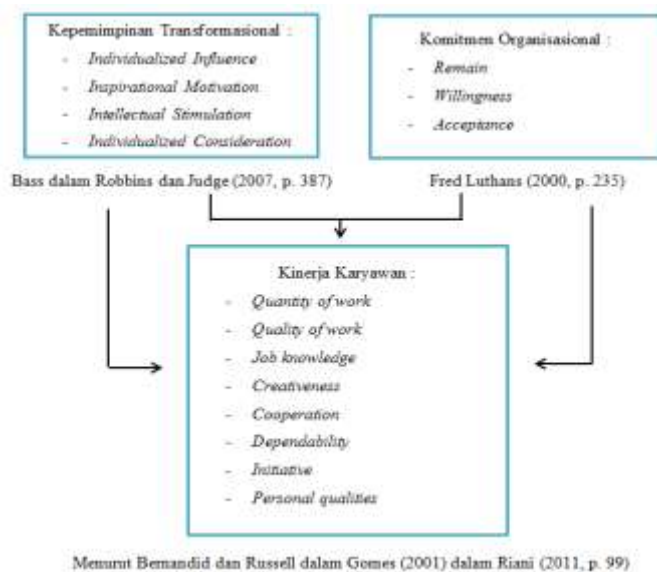 Kepemimpinan Transformasional :
- Individualized Influence
- Inspirational Motivation
- Intellectual Stimulation
- Individualized Consideration
Komitmen Organisasional :
- Remain
- Willingness
- Acceptance
Bass dalam Robbins dan Judge (2007, p. 387)
Fred Luthans (2000, p. 235)
Kinerja Karyawan :
- Quantity of work
- Quality of work
- Job knowledge
- Creativeness
- Cooperation
- Dependability
- Initiative
- Personal qualities
Menurut Bernandid dan Russell dalam Gomes (2001) dalam Riani (2011, p. 99)